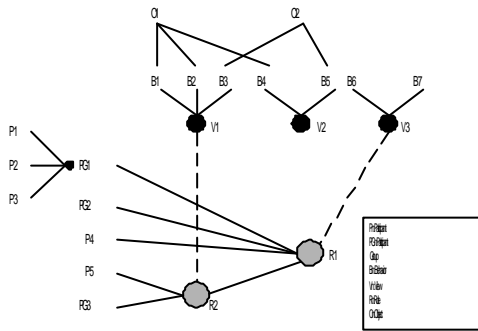 O1 O2
B1 B2 B3 B4 B5 B6 B7
V1 V2 V3
P1
P2 PG1
P3
PG2
P4 R1
P5
PG3 R2